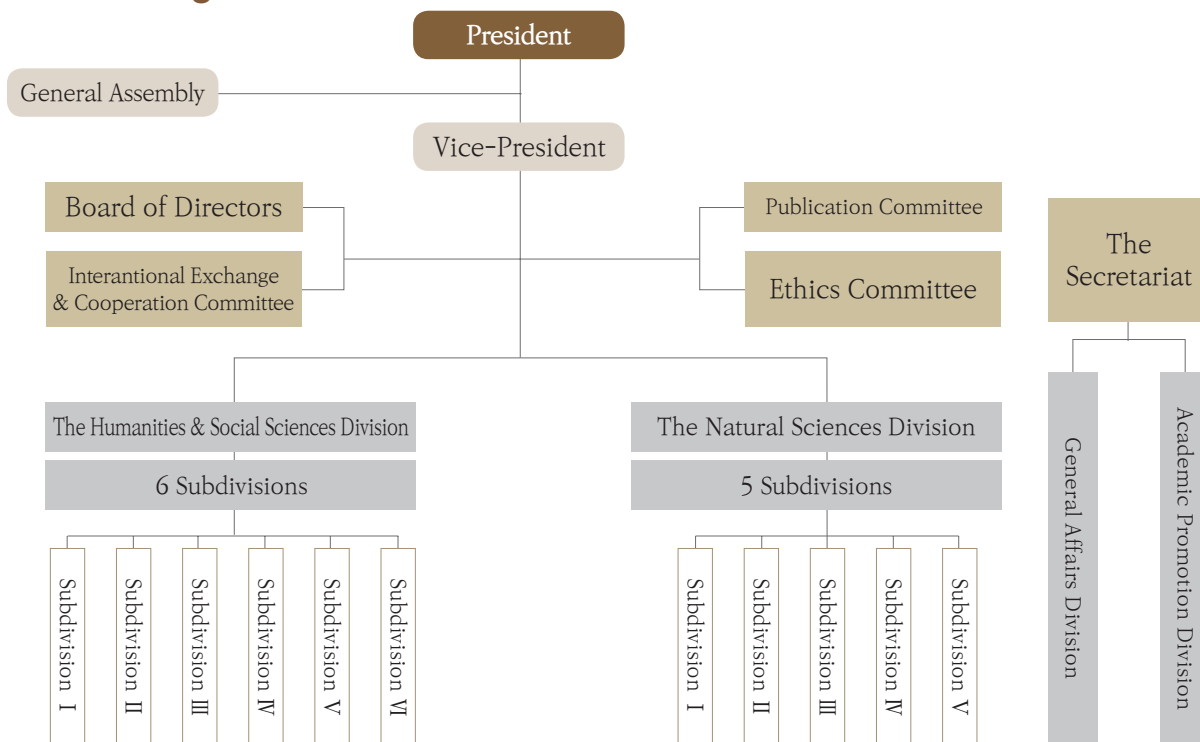 President
General Assembly
Vice-President
Board of Directors
Publication Committee
Interantional Exchange
& Cooperation Committee
Ethics Committee
The
Secretariat
The Humanities & Social Sciences Division
The Natural Sciences Division
6 Subdivisions
5 Subdivisions
Subdivision Ⅰ
Subdivision Ⅱ
Subdivision Ⅲ
Subdivision Ⅳ
Subdivision Ⅴ
Subdivision Ⅵ
Subdivision Ⅰ
Subdivision Ⅱ
Subdivision Ⅲ
Subdivision Ⅳ
Subdivision Ⅴ
General Affairs Division
Academic Promotion Division